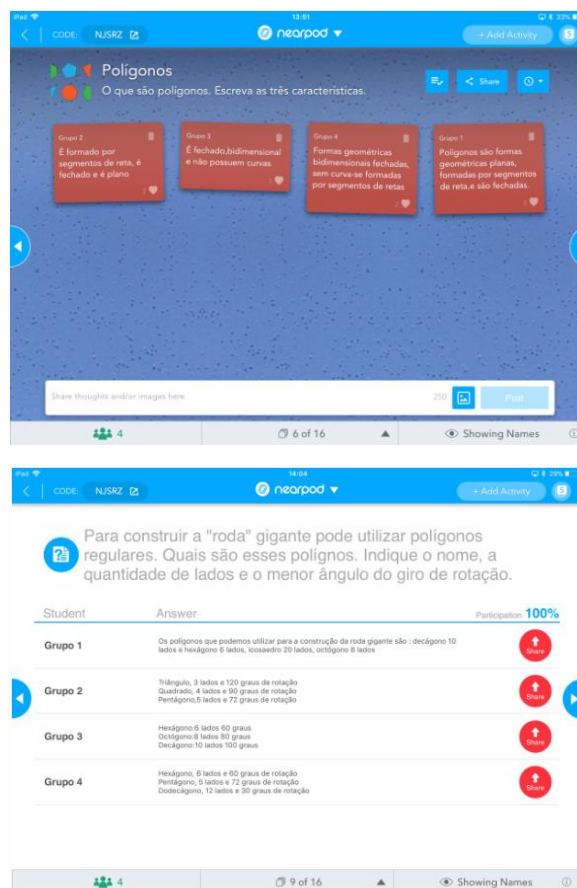 iPad
13:51
33%
CODE: NJSRZ
nearpod
+ Add Activity
S
Polígonos
O que são polígonos. Escreva as três características.
Share
Grupo 2
É formado por
segmentos de reta, é
fechado e é plano
Grupo 3
É fechado,bidimensional
e não possuem curvas
Grupo 4
Formas geométricas
bidimensionais fechadas,
sem curva-se formadas
por segmentos de retas
Grupo 1
Polígonos são formas
geométricas planas,
formadas por segmentos
de reta,e são fechadas.
Share thoughts and/or images here
250
Post
4
6 of 16
Showing Names
iPad
14:04
29%
CODE: NJSRZ
nearpod
+ Add Activity
S
Para construir a "roda" gigante pode utilizar polígonos
regulares. Quais são esses polignos. Indique o nome, a
quantidade de lados e o menor ângulo do giro de rotação.
Student
Answer
Participation 100%
Grupo 1
Os polígonos que podemos utilizar para a construção da roda gigante são : decágono 10
lados e hexágono 6 lados, icosaedro 20 lados, octógono 8 lados
Share
Grupo 2
Triângulo, 3 lados e 120 graus de rotação
Quadrado, 4 lados e 90 graus de rotação
Pentágono,5 lados e 72 graus de rotação
Share
Grupo 3
Hexágono:6 lados 60 graus
Octógono:8 lados 80 graus
Decágono:10 lados 100 graus
Share
Grupo 4
Hexágono, 6 lados e 60 graus de rotação
Pentágono, 5 lados e 72 graus de rotação
Dodecágono, 12 lados e 30 graus de rotação
Share
4
9 of 16
Showing Names